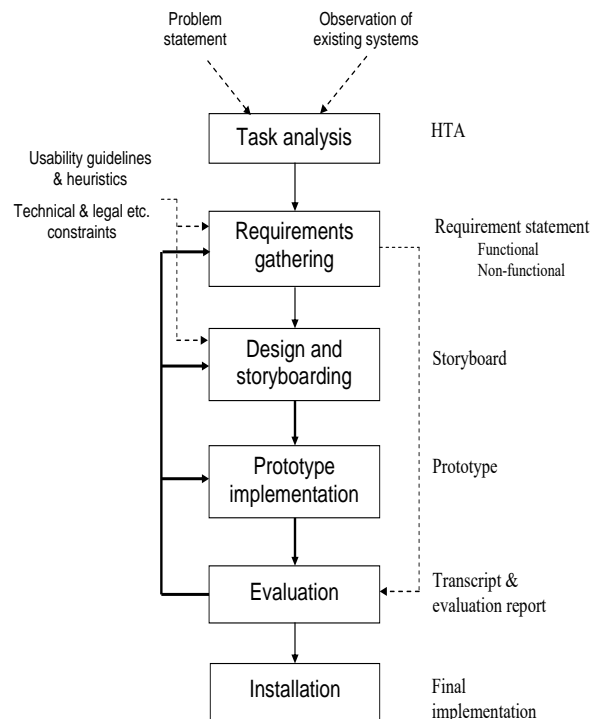 Problem
statement
Observation of
existing systems
Task analysis
HTA
Usability guidelines
& heuristics
Technical & legal etc.
constraints
Requirements
gathering
Requirement statement
Functional
Non-functional
Design and
storyboarding
Storyboard
Prototype
implementation
Prototype
Evaluation
Transcript &
evaluation report
Installation
Final
implementation